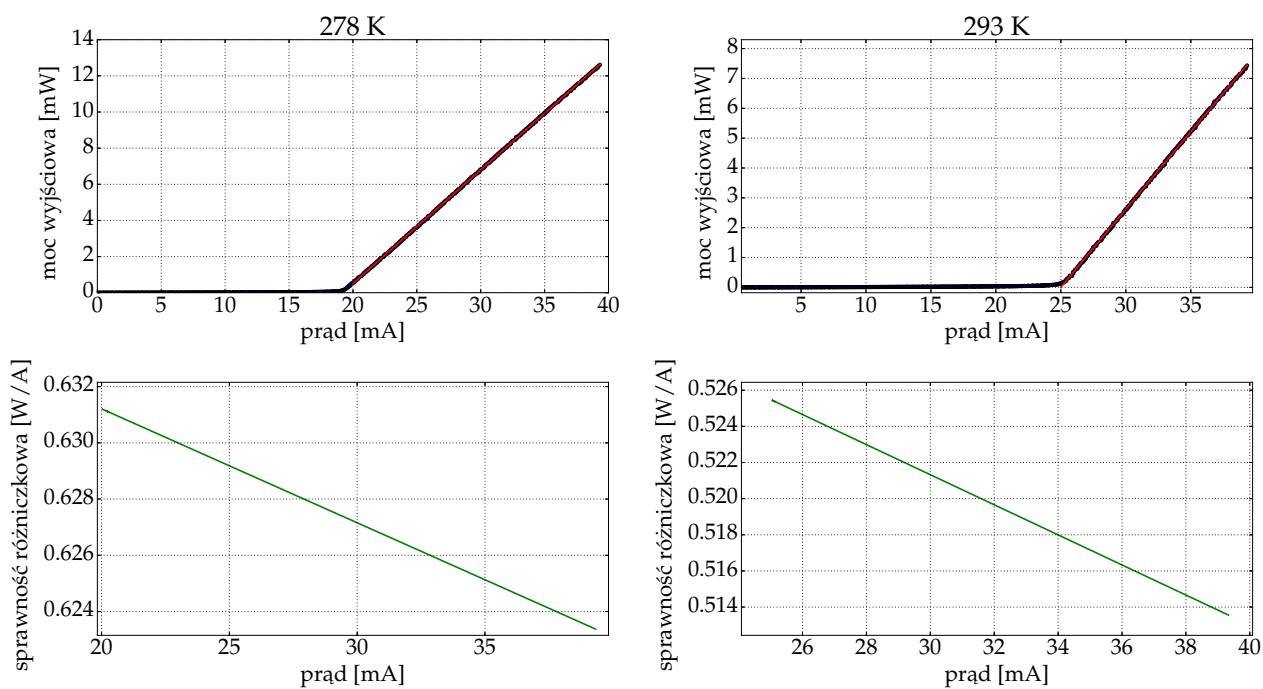 278 K
14
12
10
8
6
4
2
0
moc wyjściowa [mW]
0 5 10 15 20 25 30 35 40
prąd [mA]
293 K
8
7
6
5
4
3
2
1
0
moc wyjściowa [mW]
5 10 15 20 25 30 35
prąd [mA]
0.632
0.630
0.628
0.626
0.624
sprawność różniczkowa [W/A]
20 25 30 35
prąd [mA]
0.526
0.524
0.522
0.520
0.518
0.516
0.514
sprawność różniczkowa [W/A]
26 28 30 32 34 36 38 40
prąd [mA]